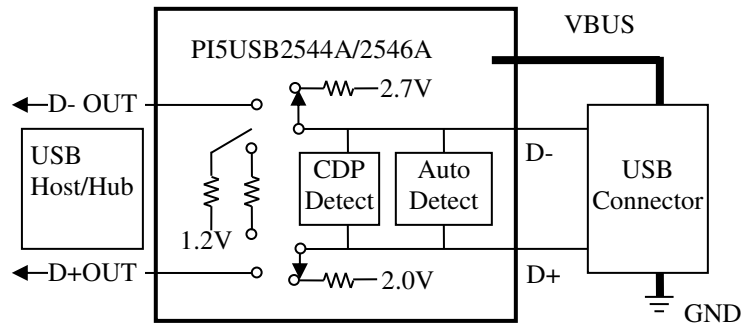 VBUS
PI5USB2544A/2546A
2.7V
D- OUT
USB
Host/Hub
D-
CDP
Detect
Auto
Detect
USB
Connector
1.2V
D+OUT
2.0V
D+
GND